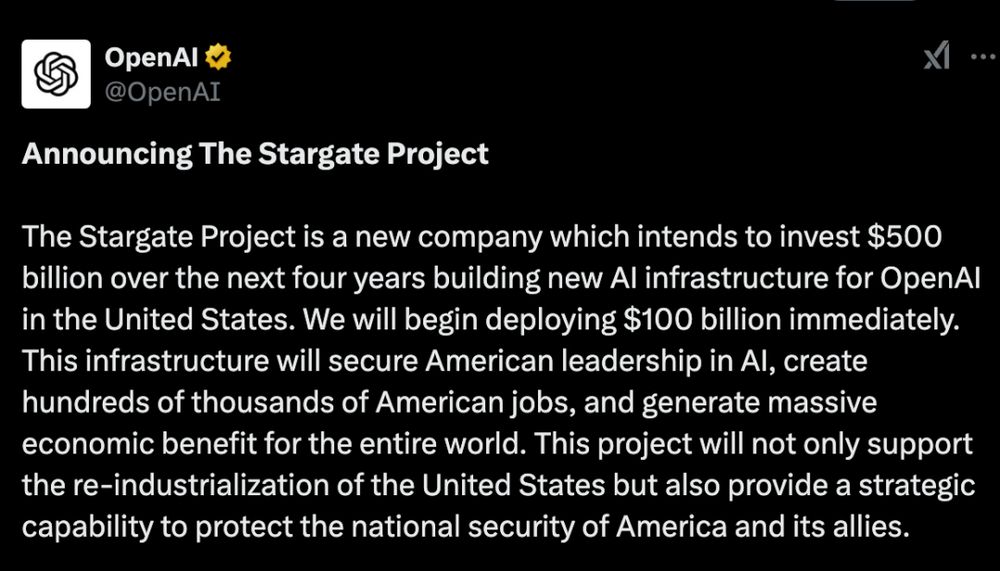 OpenAI
@OpenAI
Announcing The Stargate Project
The Stargate Project is a new company which intends to invest $500
billion over the next four years building new AI infrastructure for OpenAI
in the United States. We will begin deploying $100 billion immediately.
This infrastructure will secure American leadership in AI, create
hundreds of thousands of American jobs, and generate massive
economic benefit for the entire world. This project will not only support
the re-industrialization of the United States but also provide a strategic
capability to protect the national security of America and its allies.